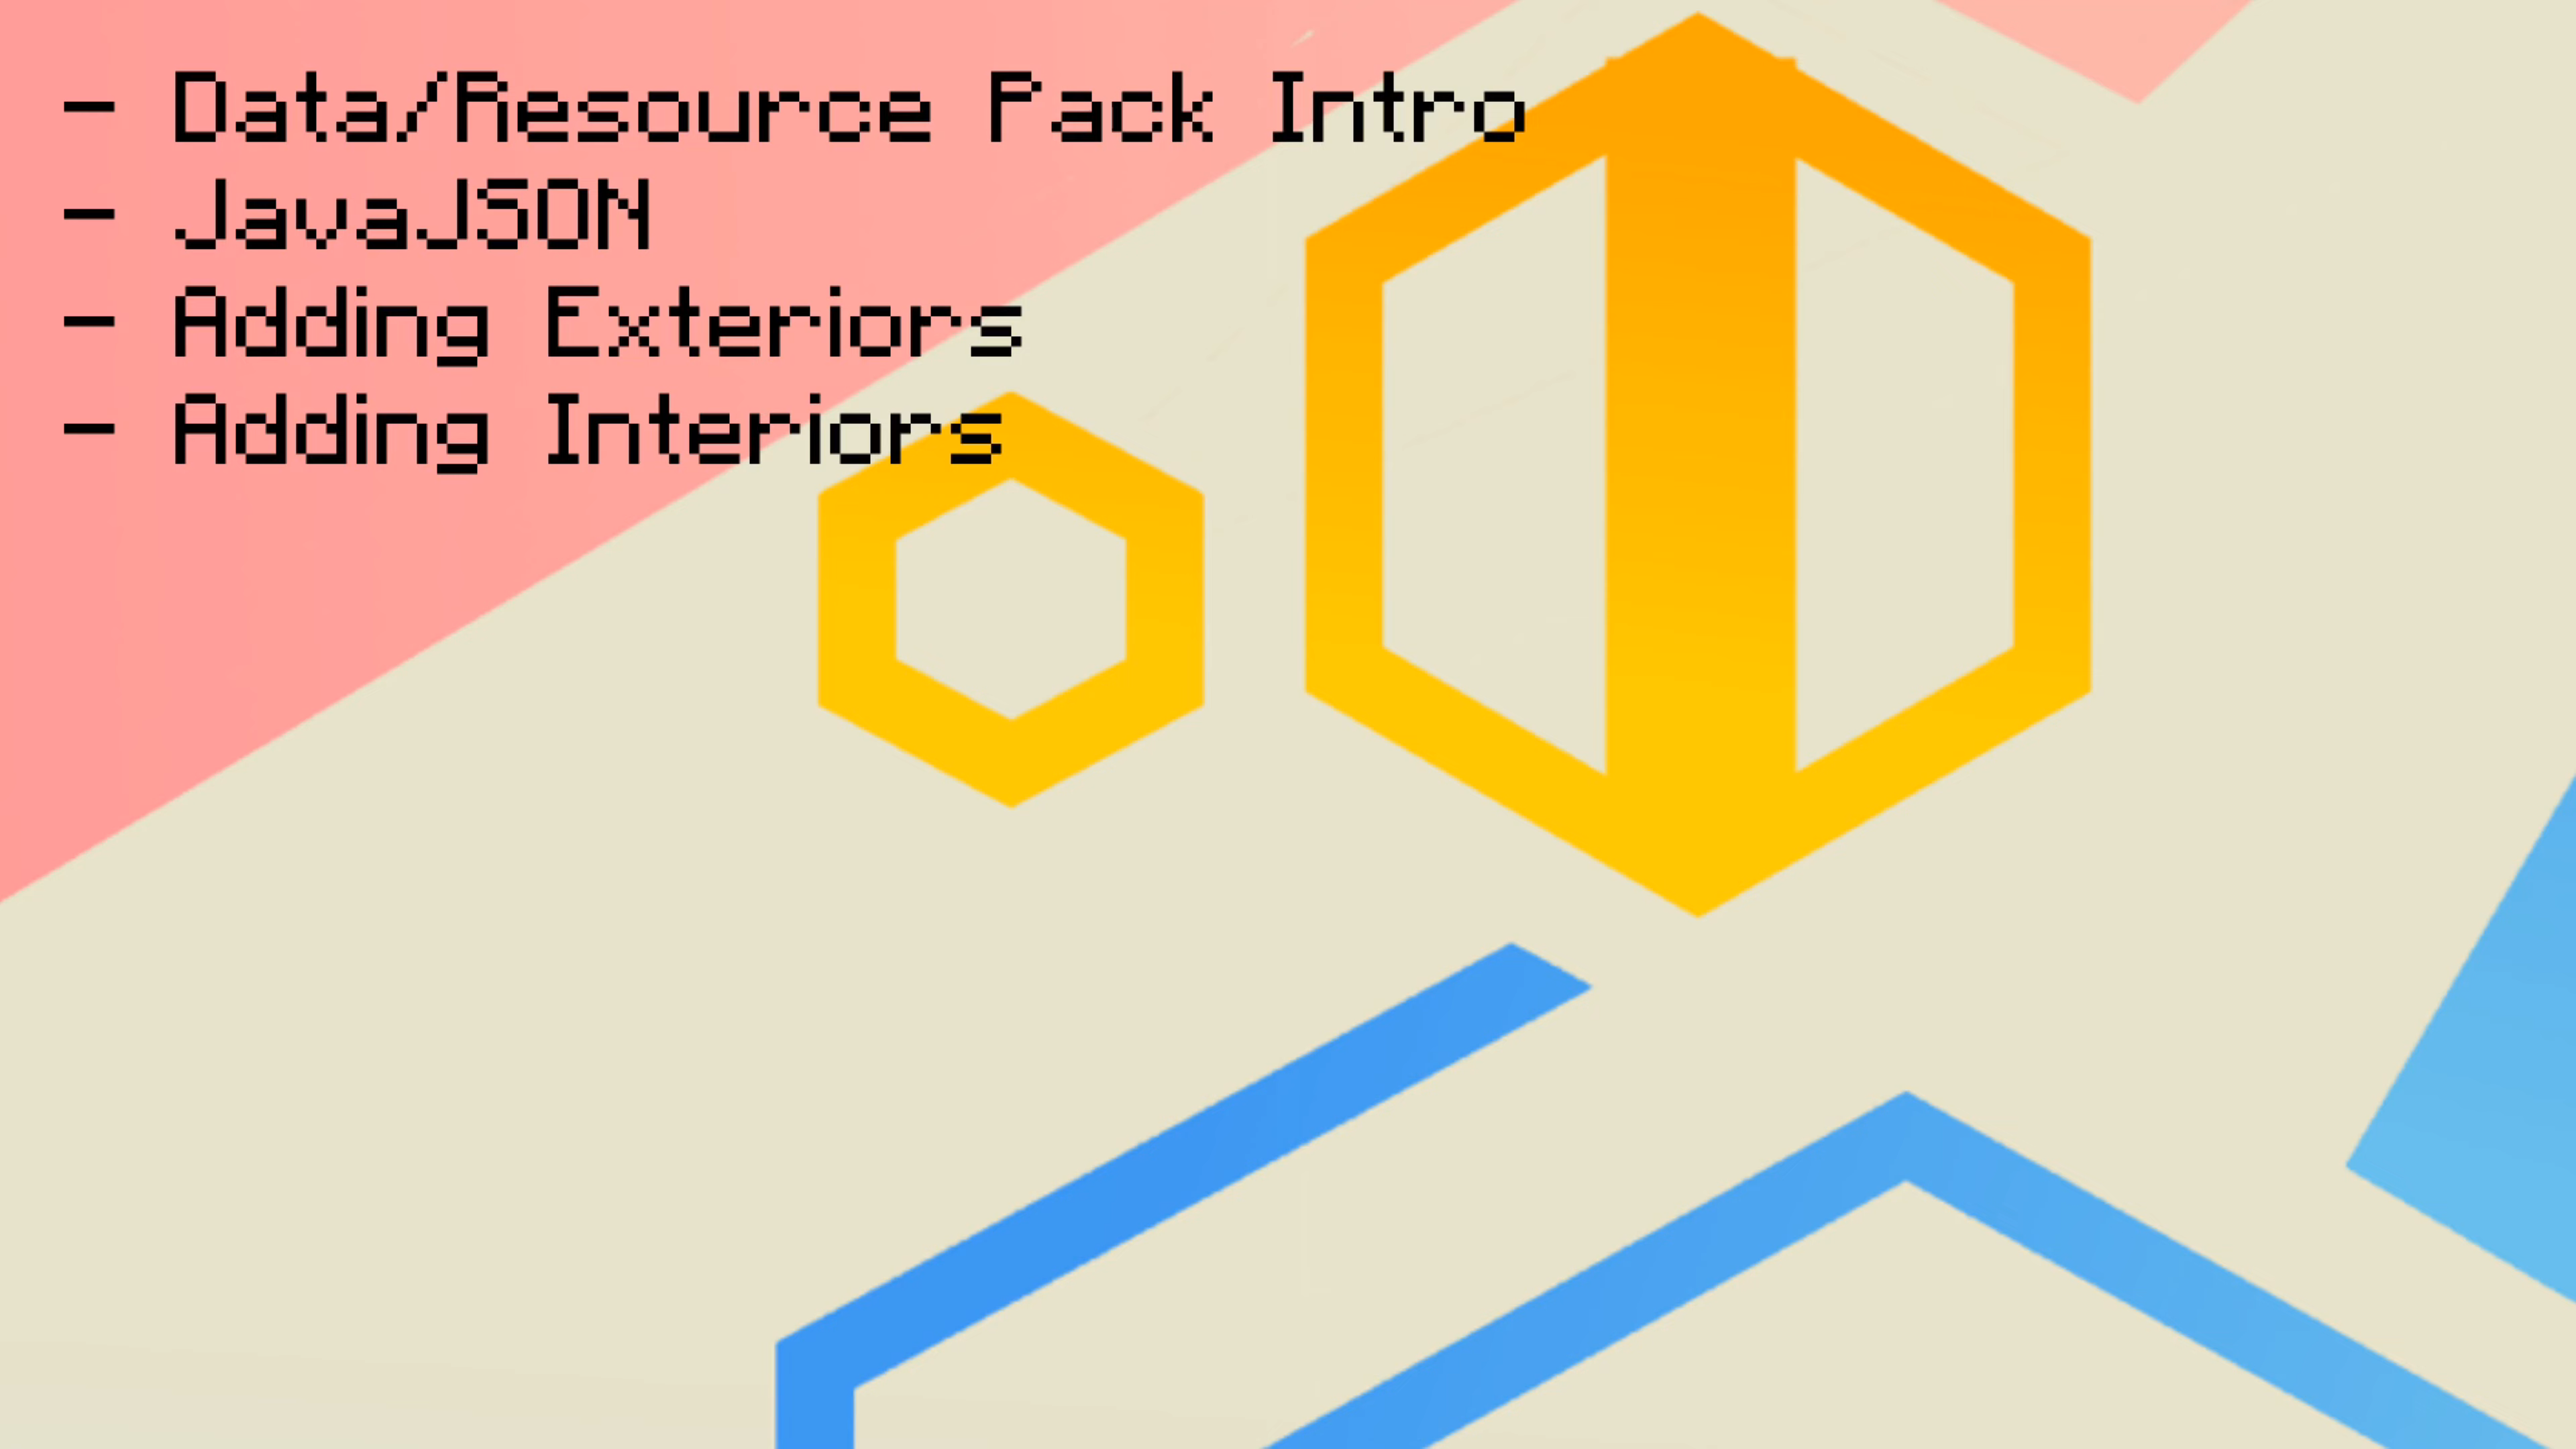 - Data/Resource Pack Intro
- JavaJSON
- Adding Exteriors
- Adding Interiors